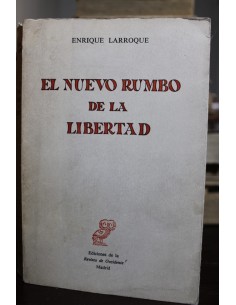 ENRIQUE LARROQUE
EL NUEVO RUMBO
DE LA
LIBERTAD
Ediciones de la
Revista de Occidente
Madrid